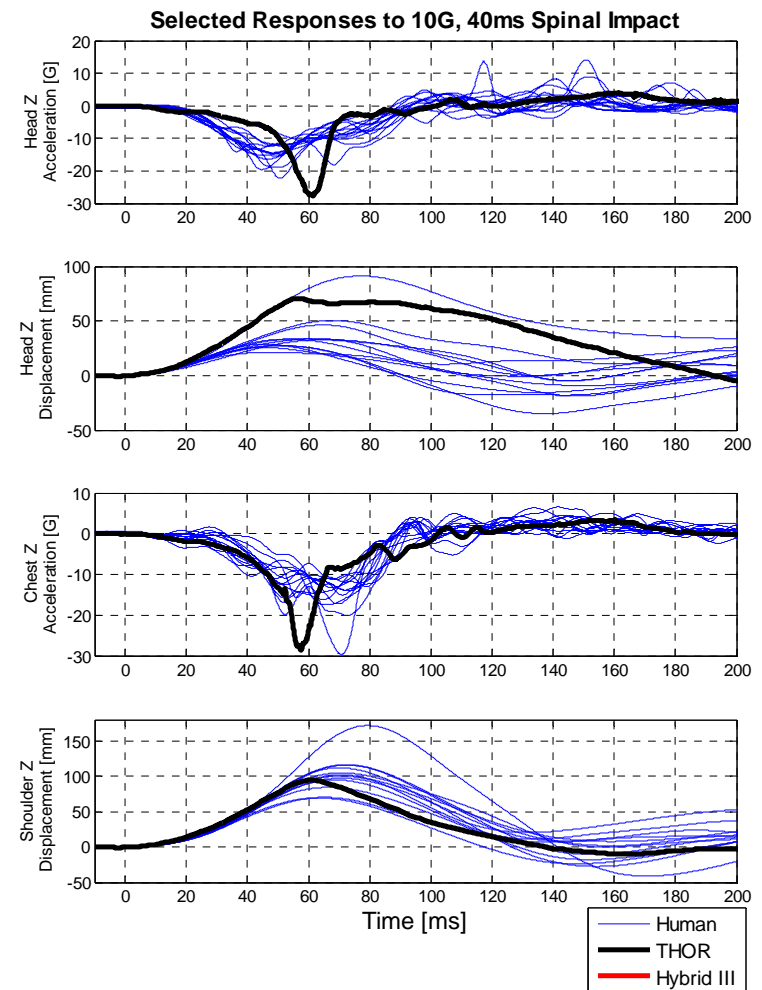 Selected Responses to 10G, 40ms Spinal Impact
Head Z
Acceleration [G]
20
10
0
-10
-20
-30
0 20 40 60 80 100 120 140 160 180 200
Head Z
Displacement [mm]
100
50
0
-50
0 20 40 60 80 100 120 140 160 180 200
Chest Z
Acceleration [G]
10
0
-10
-20
-30
0 20 40 60 80 100 120 140 160 180 200
Shoulder Z
Displacement [mm]
150
100
50
0
-50
0 20 40 60 80 100 120 140 160 180 200
Time [ms]
Human
THOR
Hybrid III